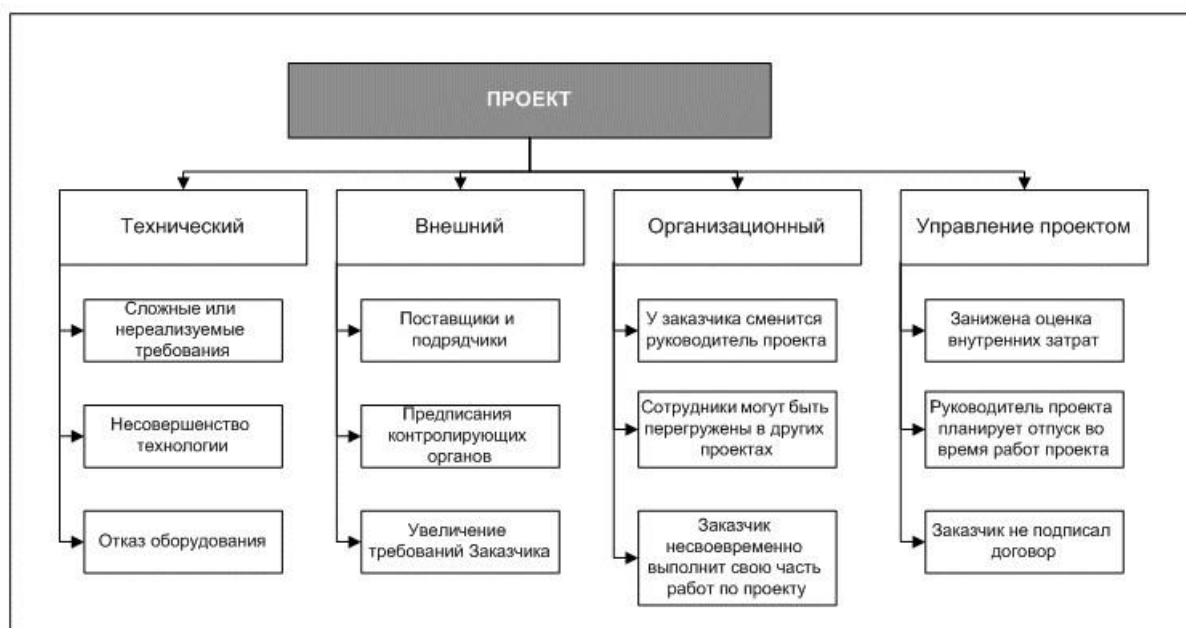 ПРОЕКТ
Технический
Внешний
Организационный
Управление проектом
Сложные или
нереализуемые
требования
Поставщики и
подрядчики
У заказчика сменится
руководитель проекта
Занижена оценка
внутренних затрат
Несовершенство
технологии
Предписания
контролирующих
органов
Сотрудники могут быть
перегружены в других
проектах
Руководитель проекта
планирует отпуск во
время работ проекта
Отказ оборудования
Увеличение
требований Заказчика
Заказчик
несвоевременно
выполнит свою часть
работ по проекту
Заказчик не подписал
договор